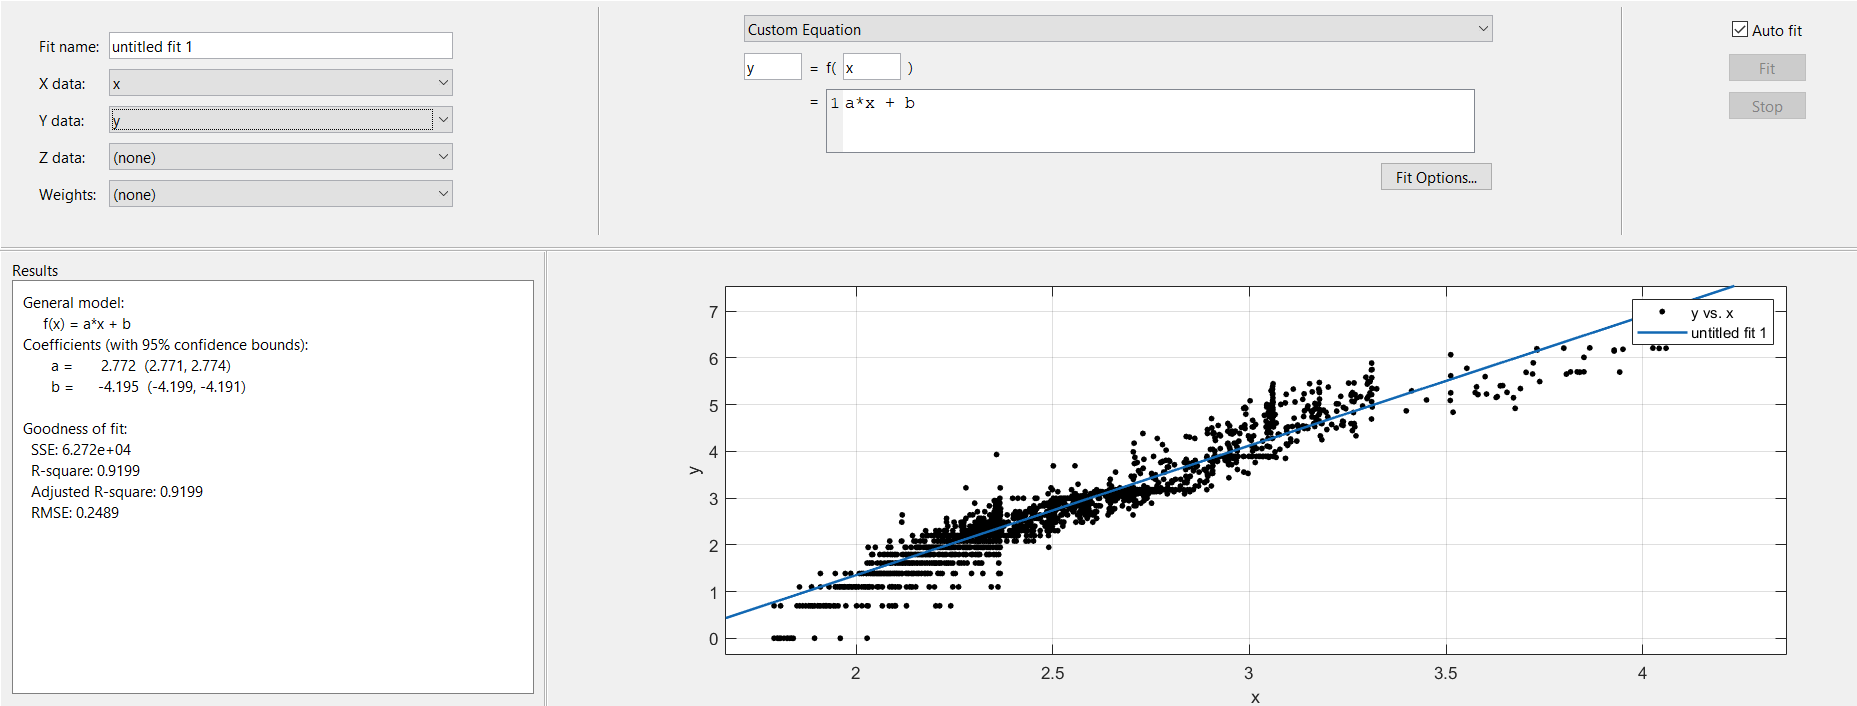 Fit name: untitled fit 1
X data: x
Y data: y
Z data: (none)
Weights: (none)
Custom Equation
y = f( x )
= 1 a*x + b
Fit Options...
Auto fit
Fit
Stop
Results
General model:
f(x) = a*x + b
Coefficients (with 95% confidence bounds):
a = 2.772 (2.771, 2.774)
b = -4.195 (-4.199, -4.191)
Goodness of fit:
SSE: 6.272e+04
R-square: 0.9199
Adjusted R-square: 0.9199
RMSE: 0.2489
y vs. x
untitled fit 1
7
6
5
4
3
2
1
0
y
2 2.5 3 3.5 4
x